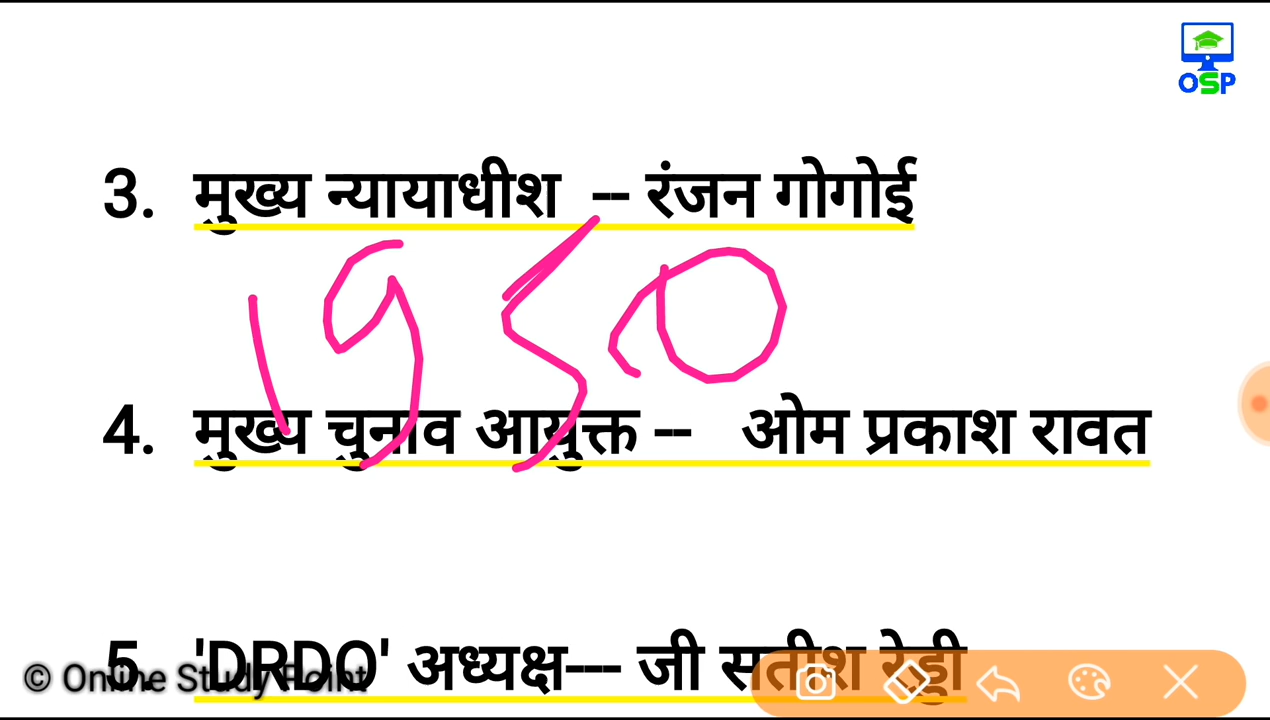 OSP
3. मुख्य न्यायाधीश -- रंजन गोगोई
1950
4. मुख्य चुनाव आयुक्त -- ओम प्रकाश रावत
5. 'DRDO' अध्यक्ष--- जी सतीश रेड्डी
© Online Study Point